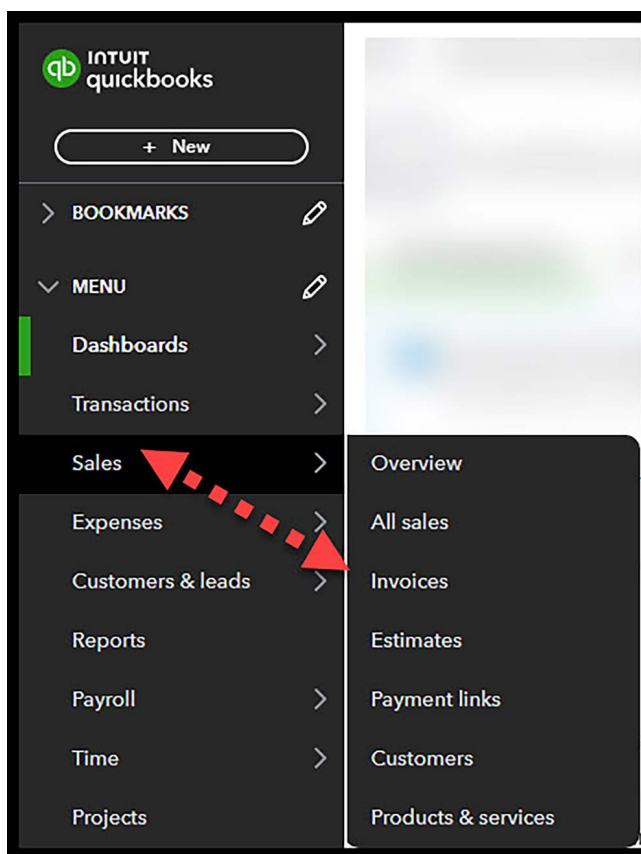 INTUIT
quickbooks
+ New
BOOKMARKS
MENU
Dashboards
Transactions
Sales
Expenses
Customers & leads
Reports
Payroll
Time
Projects
Overview
All sales
Invoices
Estimates
Payment links
Customers
Products & services